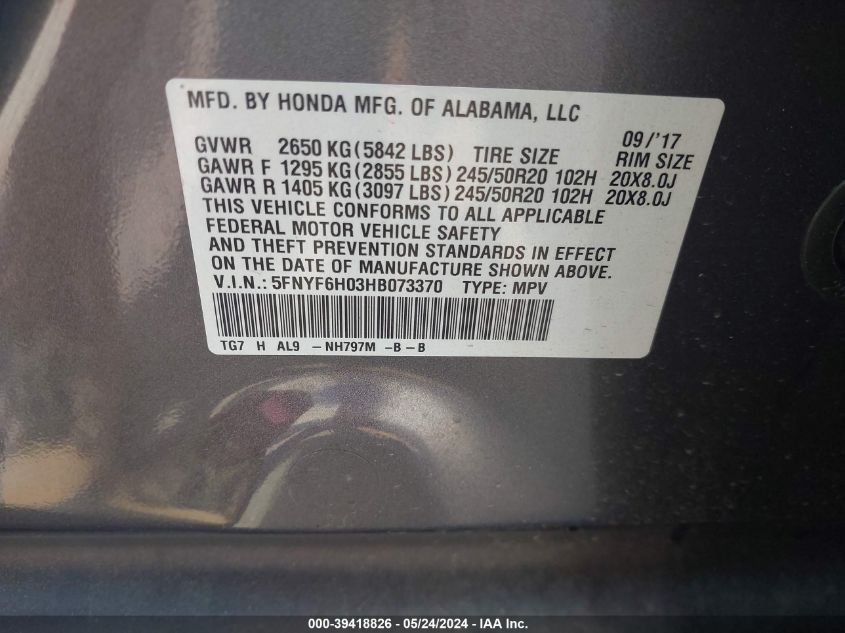 MFD. BY HONDA MFG. OF ALABAMA, LLC
09/'17
GVWR 2650 KG(5842 LBS) TIRE SIZE RIM SIZE
GAWR F 1295 KG(2855 LBS) 245/50R20 102H 20X8.0J
GAWR R 1405 KG(3097 LBS) 245/50R20 102H 20X8.0J
THIS VEHICLE CONFORMS TO ALL APPLICABLE
FEDERAL MOTOR VEHICLE SAFETY
AND THEFT PREVENTION STANDARDS IN EFFECT
ON THE DATE OF MANUFACTURE SHOWN ABOVE.
V.I.N.: 5FNYF6H03HB073370 TYPE: MPV
TG7 H AL9 -NH797M -B-B
000-39418826 - 05/24/2024 - IAA Inc.